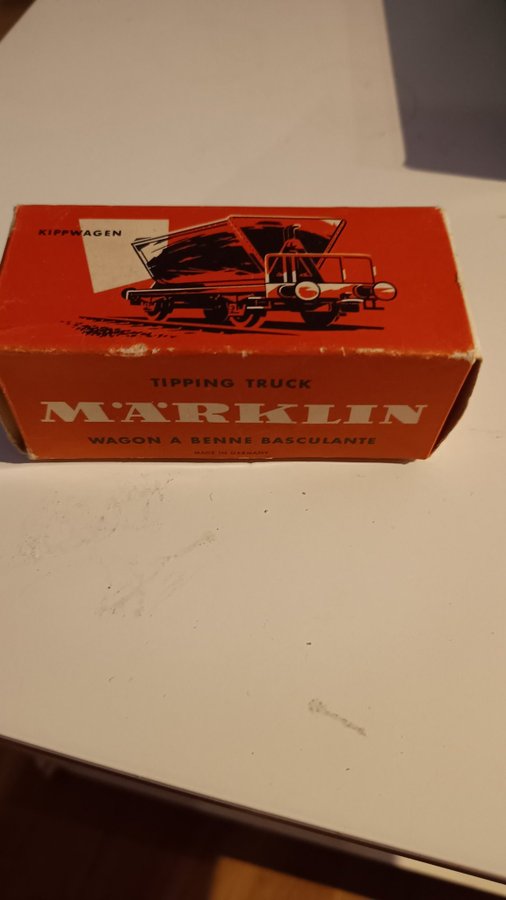 KIPPWAGEN
TIPPING TRUCK
MÄRKLIN
WAGON A BENNE BASCULANTE
MADE IN GERMANY